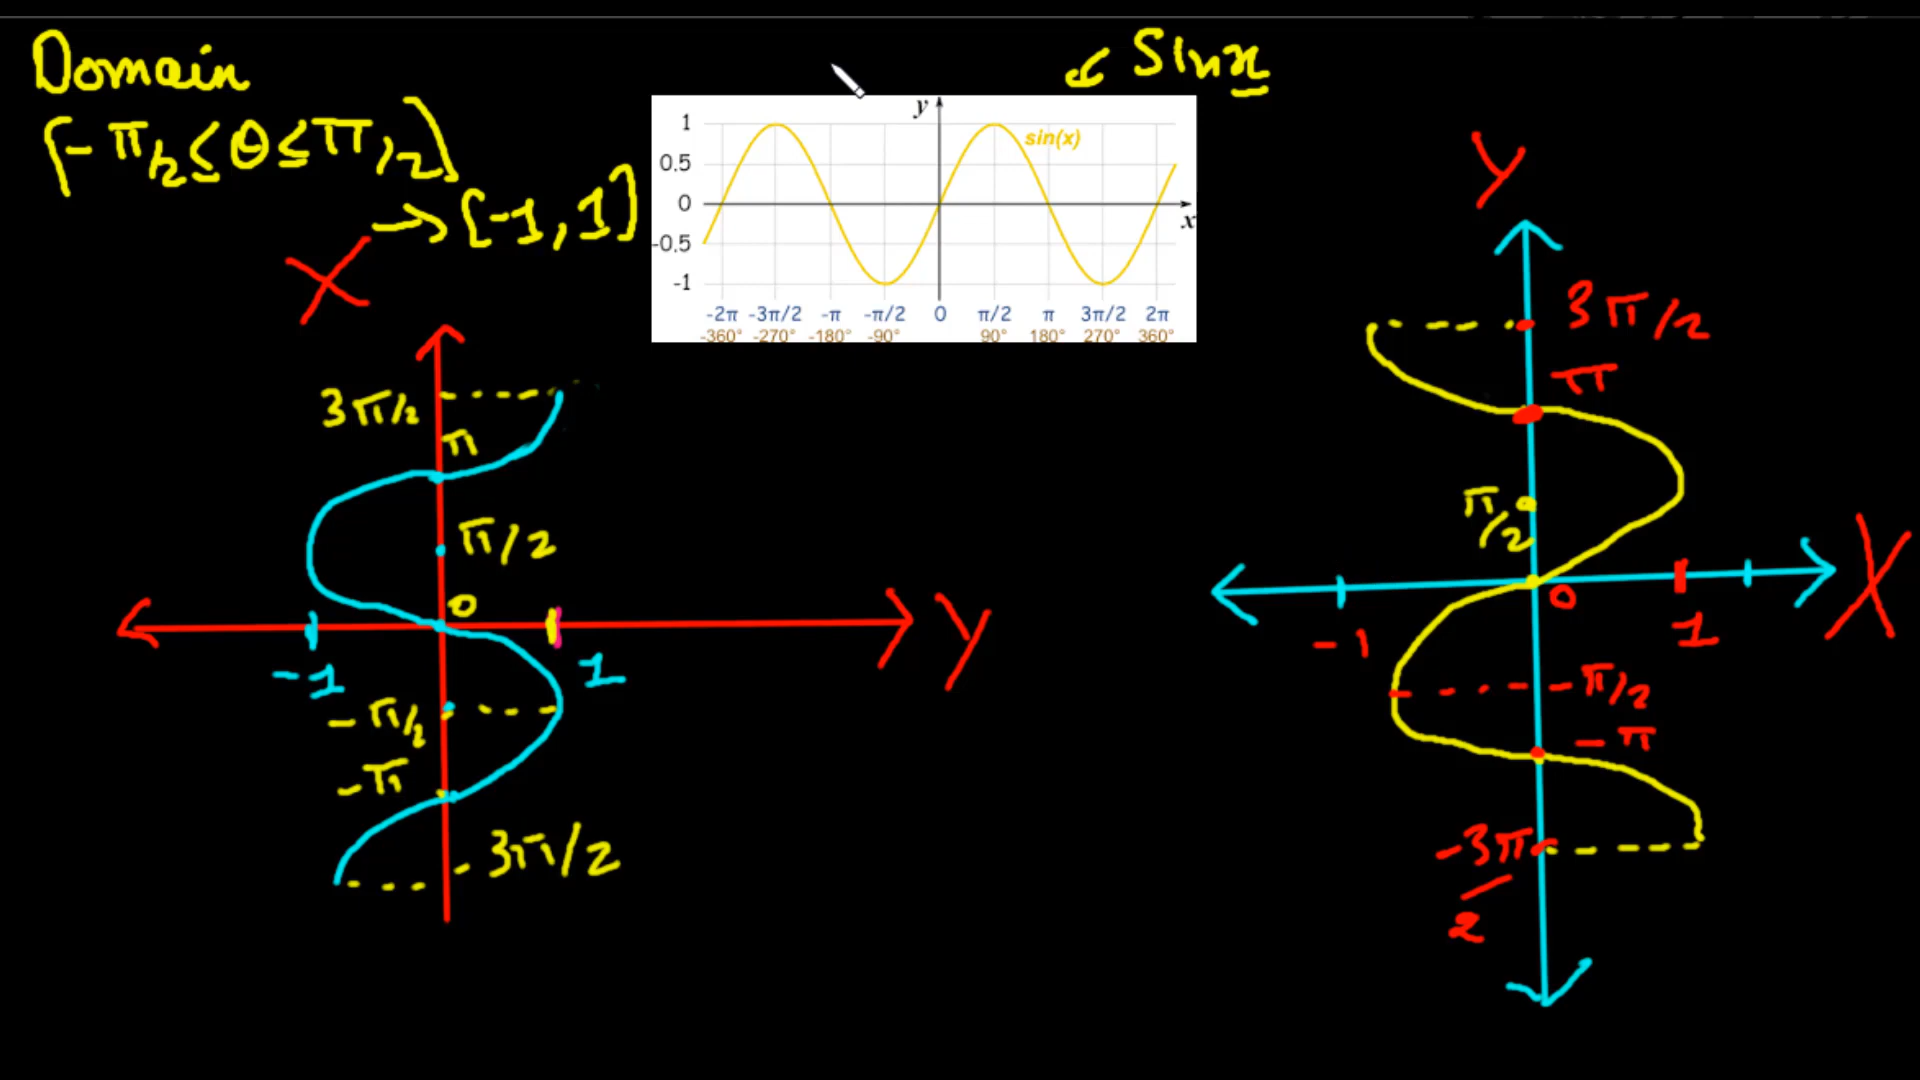 Domain
[-π/2 ≤ θ ≤ π/2]
→ [-1, 1]
Sinx
y
1
0.5
0
-0.5
-1
sin(x)
x
-2π -3π/2 -π -π/2 0 π/2 π 3π/2 2π
-360° -270° -180° -90° 90° 180° 270° 360°
X
3π/2
π
π/2
0
-1
1
Y
-π/2
-π
-3π/2
Y
3π/2
π
π/2
0
-1
1
X
-π/2
-π
-3π/2